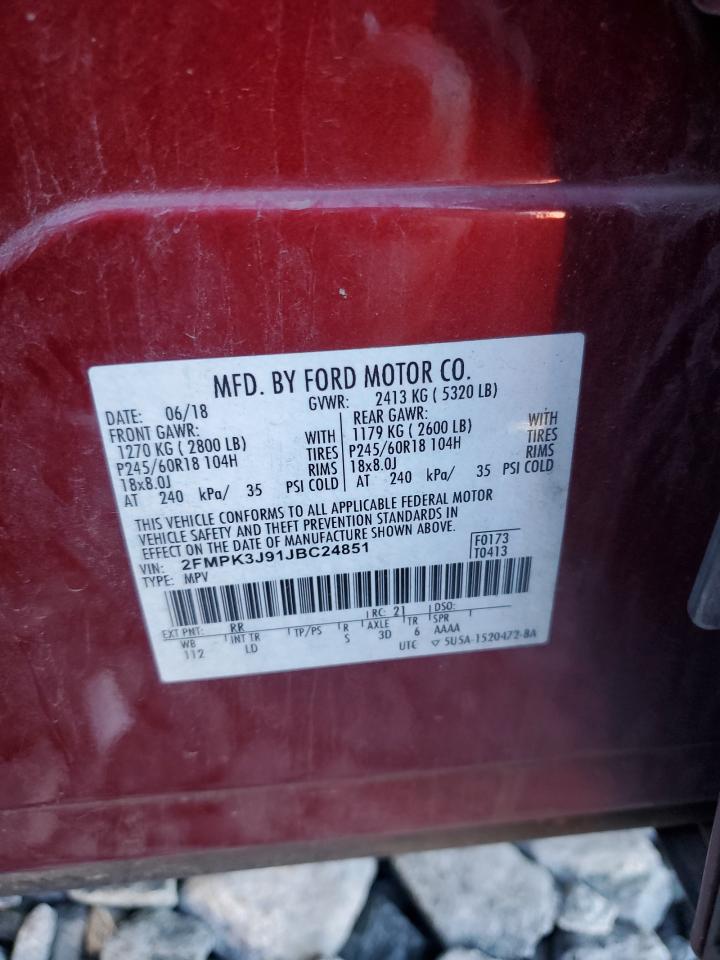 MFD. BY FORD MOTOR CO.
DATE: 06/18 GVWR: 2413 KG ( 5320 LB)
FRONT GAWR: REAR GAWR:
1270 KG ( 2800 LB) WITH 1179 KG ( 2600 LB) WITH
P245/60R18 104H TIRES P245/60R18 104H TIRES
18x8.0J RIMS 18x8.0J RIMS
AT 240 kPa/ 35 PSI COLD AT 240 kPa/ 35 PSI COLD
THIS VEHICLE CONFORMS TO ALL APPLICABLE FEDERAL MOTOR
VEHICLE SAFETY AND THEFT PREVENTION STANDARDS IN
EFFECT ON THE DATE OF MANUFACTURE SHOWN ABOVE.
VIN: 2FMPK3J91JBC24851 F0173
TYPE: MPV T0413
EXT PNT: RR RC: 21 DSO:
WB INT TR TP/PS R AXLE TR SPR
112 LD S 3D 6 AAAA
UTC ▽ 5U5A-1520472-BA